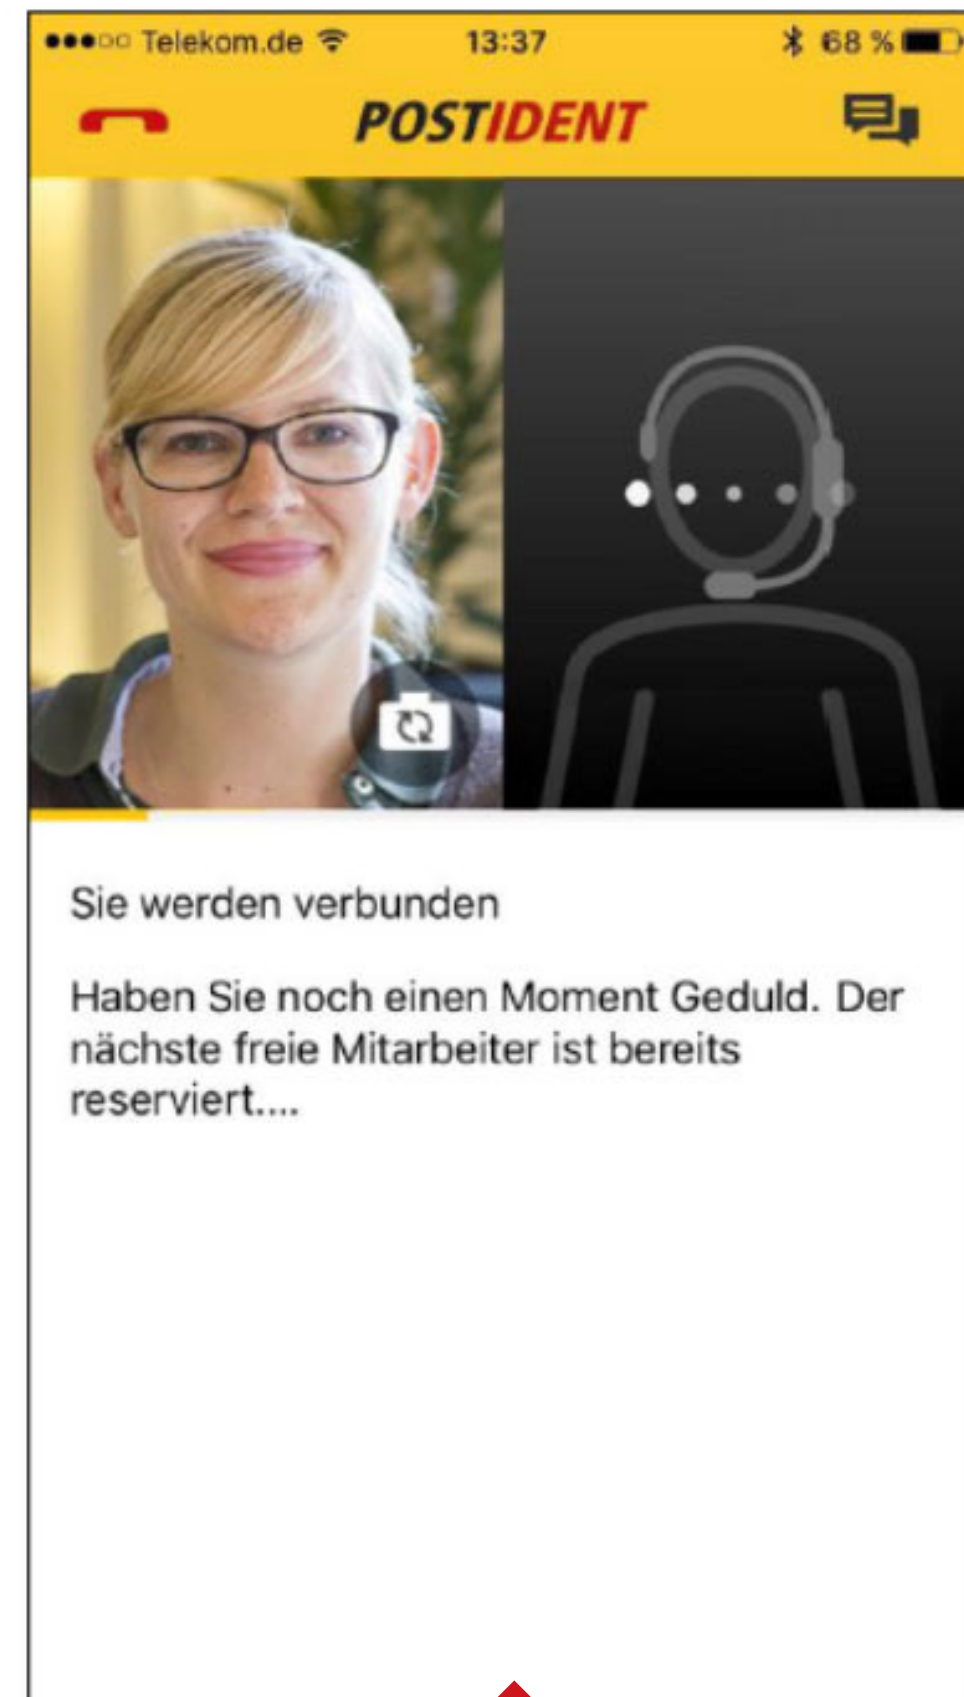 Telekom.de 13:37 68 %
POSTIDENT
Sie werden verbunden
Haben Sie noch einen Moment Geduld. Der
nächste freie Mitarbeiter ist bereits
reserviert....